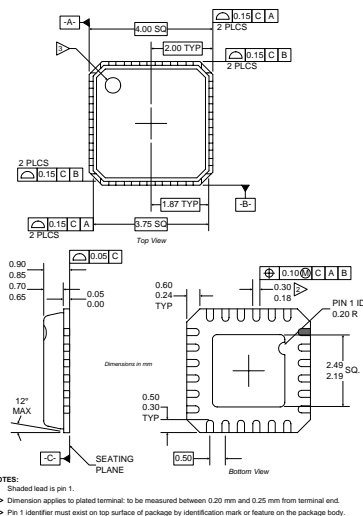 -A-
0.15 C A
2 PLCS
4.00 SQ
2.00 TYP
0.15 C B
2 PLCS
3
2 PLCS
0.15 C B
1.87 TYP
-B-
0.15 C A
2 PLCS
3.75 SQ
Top View
0.05 C
0.90
0.85
0.70
0.65
0.05
0.00
12°
MAX
-C-
SEATING
PLANE
Dimensions in mm
0.60
0.24
TYP
0.10 M C A B
0.30
0.18
2
PIN 1 ID
0.20 R
2.49
2.19
SQ.
0.50
0.30
TYP
0.50
Bottom View
NOTES:
Shaded lead is pin 1.
Dimension applies to plated terminal: to be measured between 0.20 mm and 0.25 mm from terminal end.
Pin 1 identifier must exist on top surface of package by identification mark or feature on the package body.